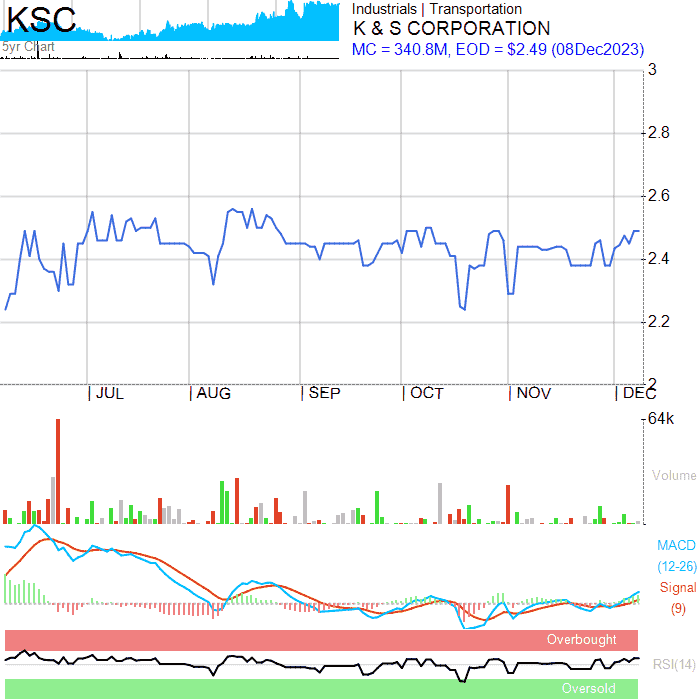 KSC
5yr Chart
Industrials | Transportation
K & S CORPORATION
MC = 340.8M, EOD = $2.49 (08Dec2023)
3
2.8
2.6
2.4
2.2
2
JUL AUG SEP OCT NOV DEC
64k
Volume
MACD
(12-26)
Signal
(9)
Overbought
RSI(14)
Oversold